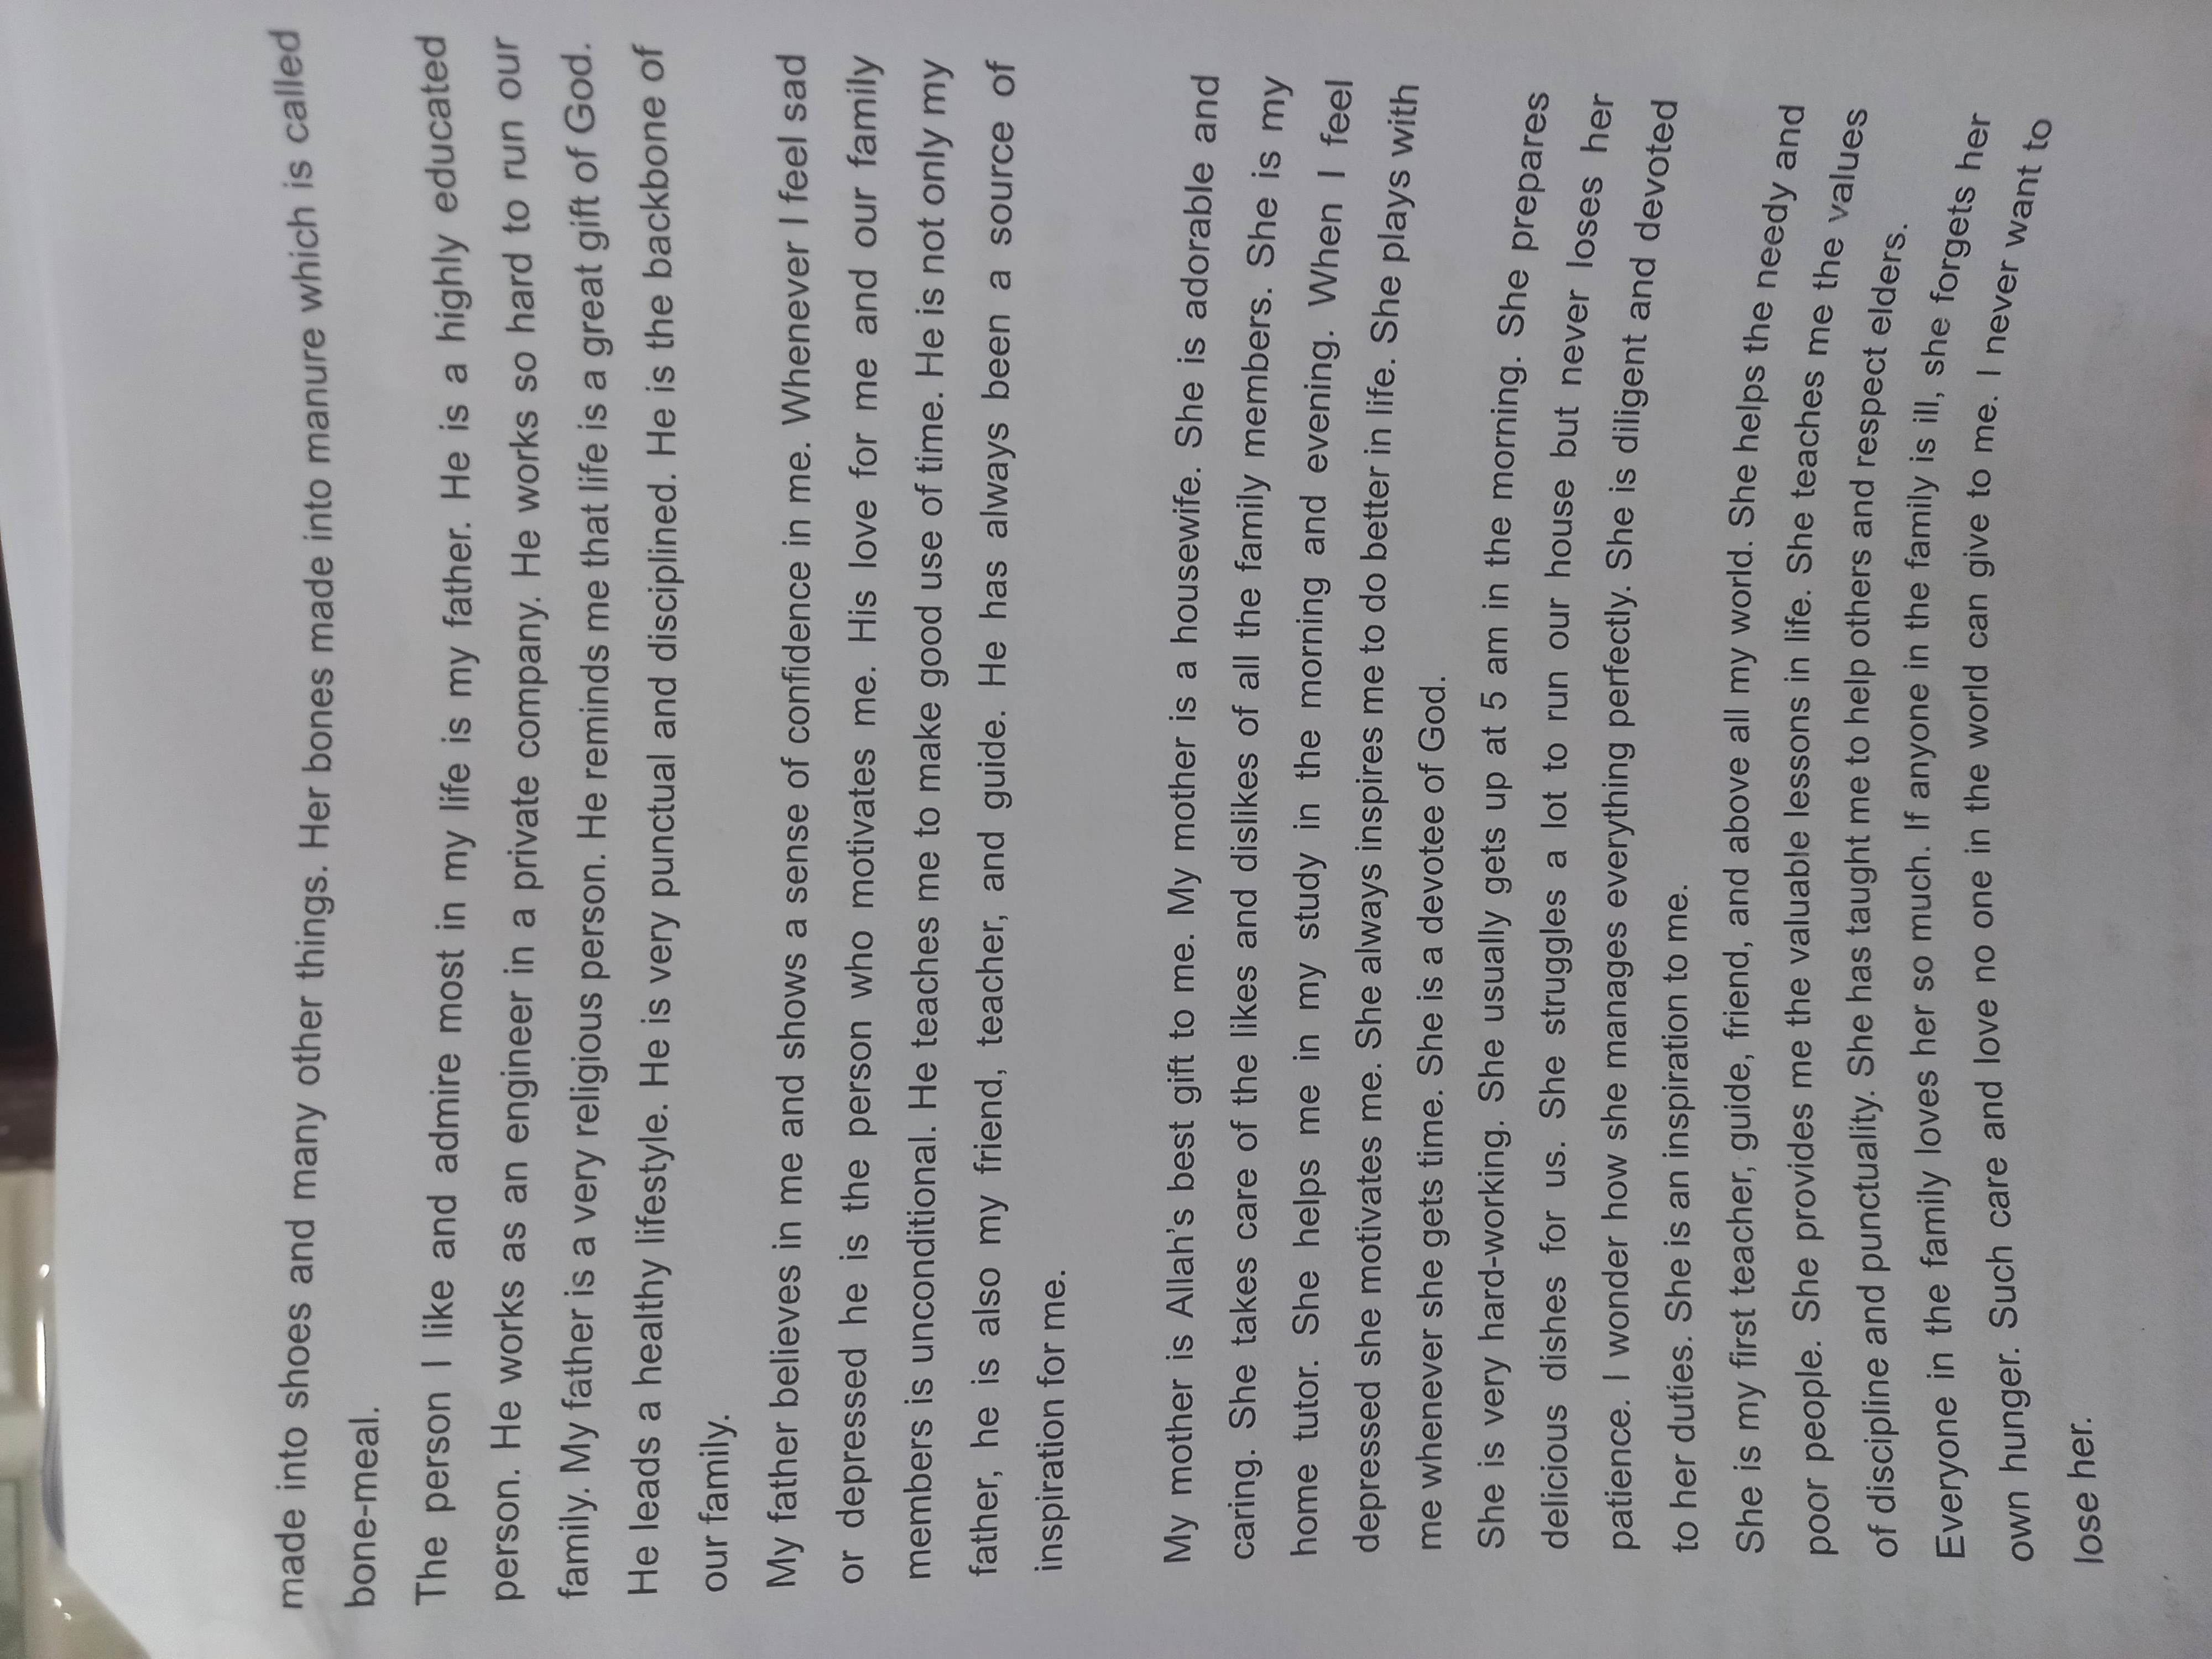 made into shoes and many other things. Her bones made into manure which is called
bone-meal.
The person I like and admire most in my life is my father. He is a highly educated
person. He works as an engineer in a private company. He works so hard to run our
family. My father is a very religious person. He reminds me that life is a great gift of God.
He leads a healthy lifestyle. He is very punctual and disciplined. He is the backbone of
our family.
My father believes in me and shows a sense of confidence in me. Whenever I feel sad
or depressed he is the person who motivates me. His love for me and our family
members is unconditional. He teaches me to make good use of time. He is not only my
father, he is also my friend, teacher, and guide. He has always been a source of
inspiration for me.
My mother is Allah’s best gift to me. My mother is a housewife. She is adorable and
caring. She takes care of the likes and dislikes of all the family members. She is my
home tutor. She helps me in my study in the morning and evening. When I feel
depressed she motivates me. She always inspires me to do better in life. She plays with
me whenever she gets time. She is a devotee of God.
She is very hard-working. She usually gets up at 5 am in the morning. She prepares
delicious dishes for us. She struggles a lot to run our house but never loses her
patience. I wonder how she manages everything perfectly. She is diligent and devoted
to her duties. She is an inspiration to me.
She is my first teacher, guide, friend, and above all my world. She helps the needy and
poor people. She provides me the valuable lessons in life. She teaches me the values
of discipline and punctuality. She has taught me to help others and respect elders.
Everyone in the family loves her so much. If anyone in the family is ill, she forgets her
own hunger. Such care and love no one in the world can give to me. I never want to
lose her.